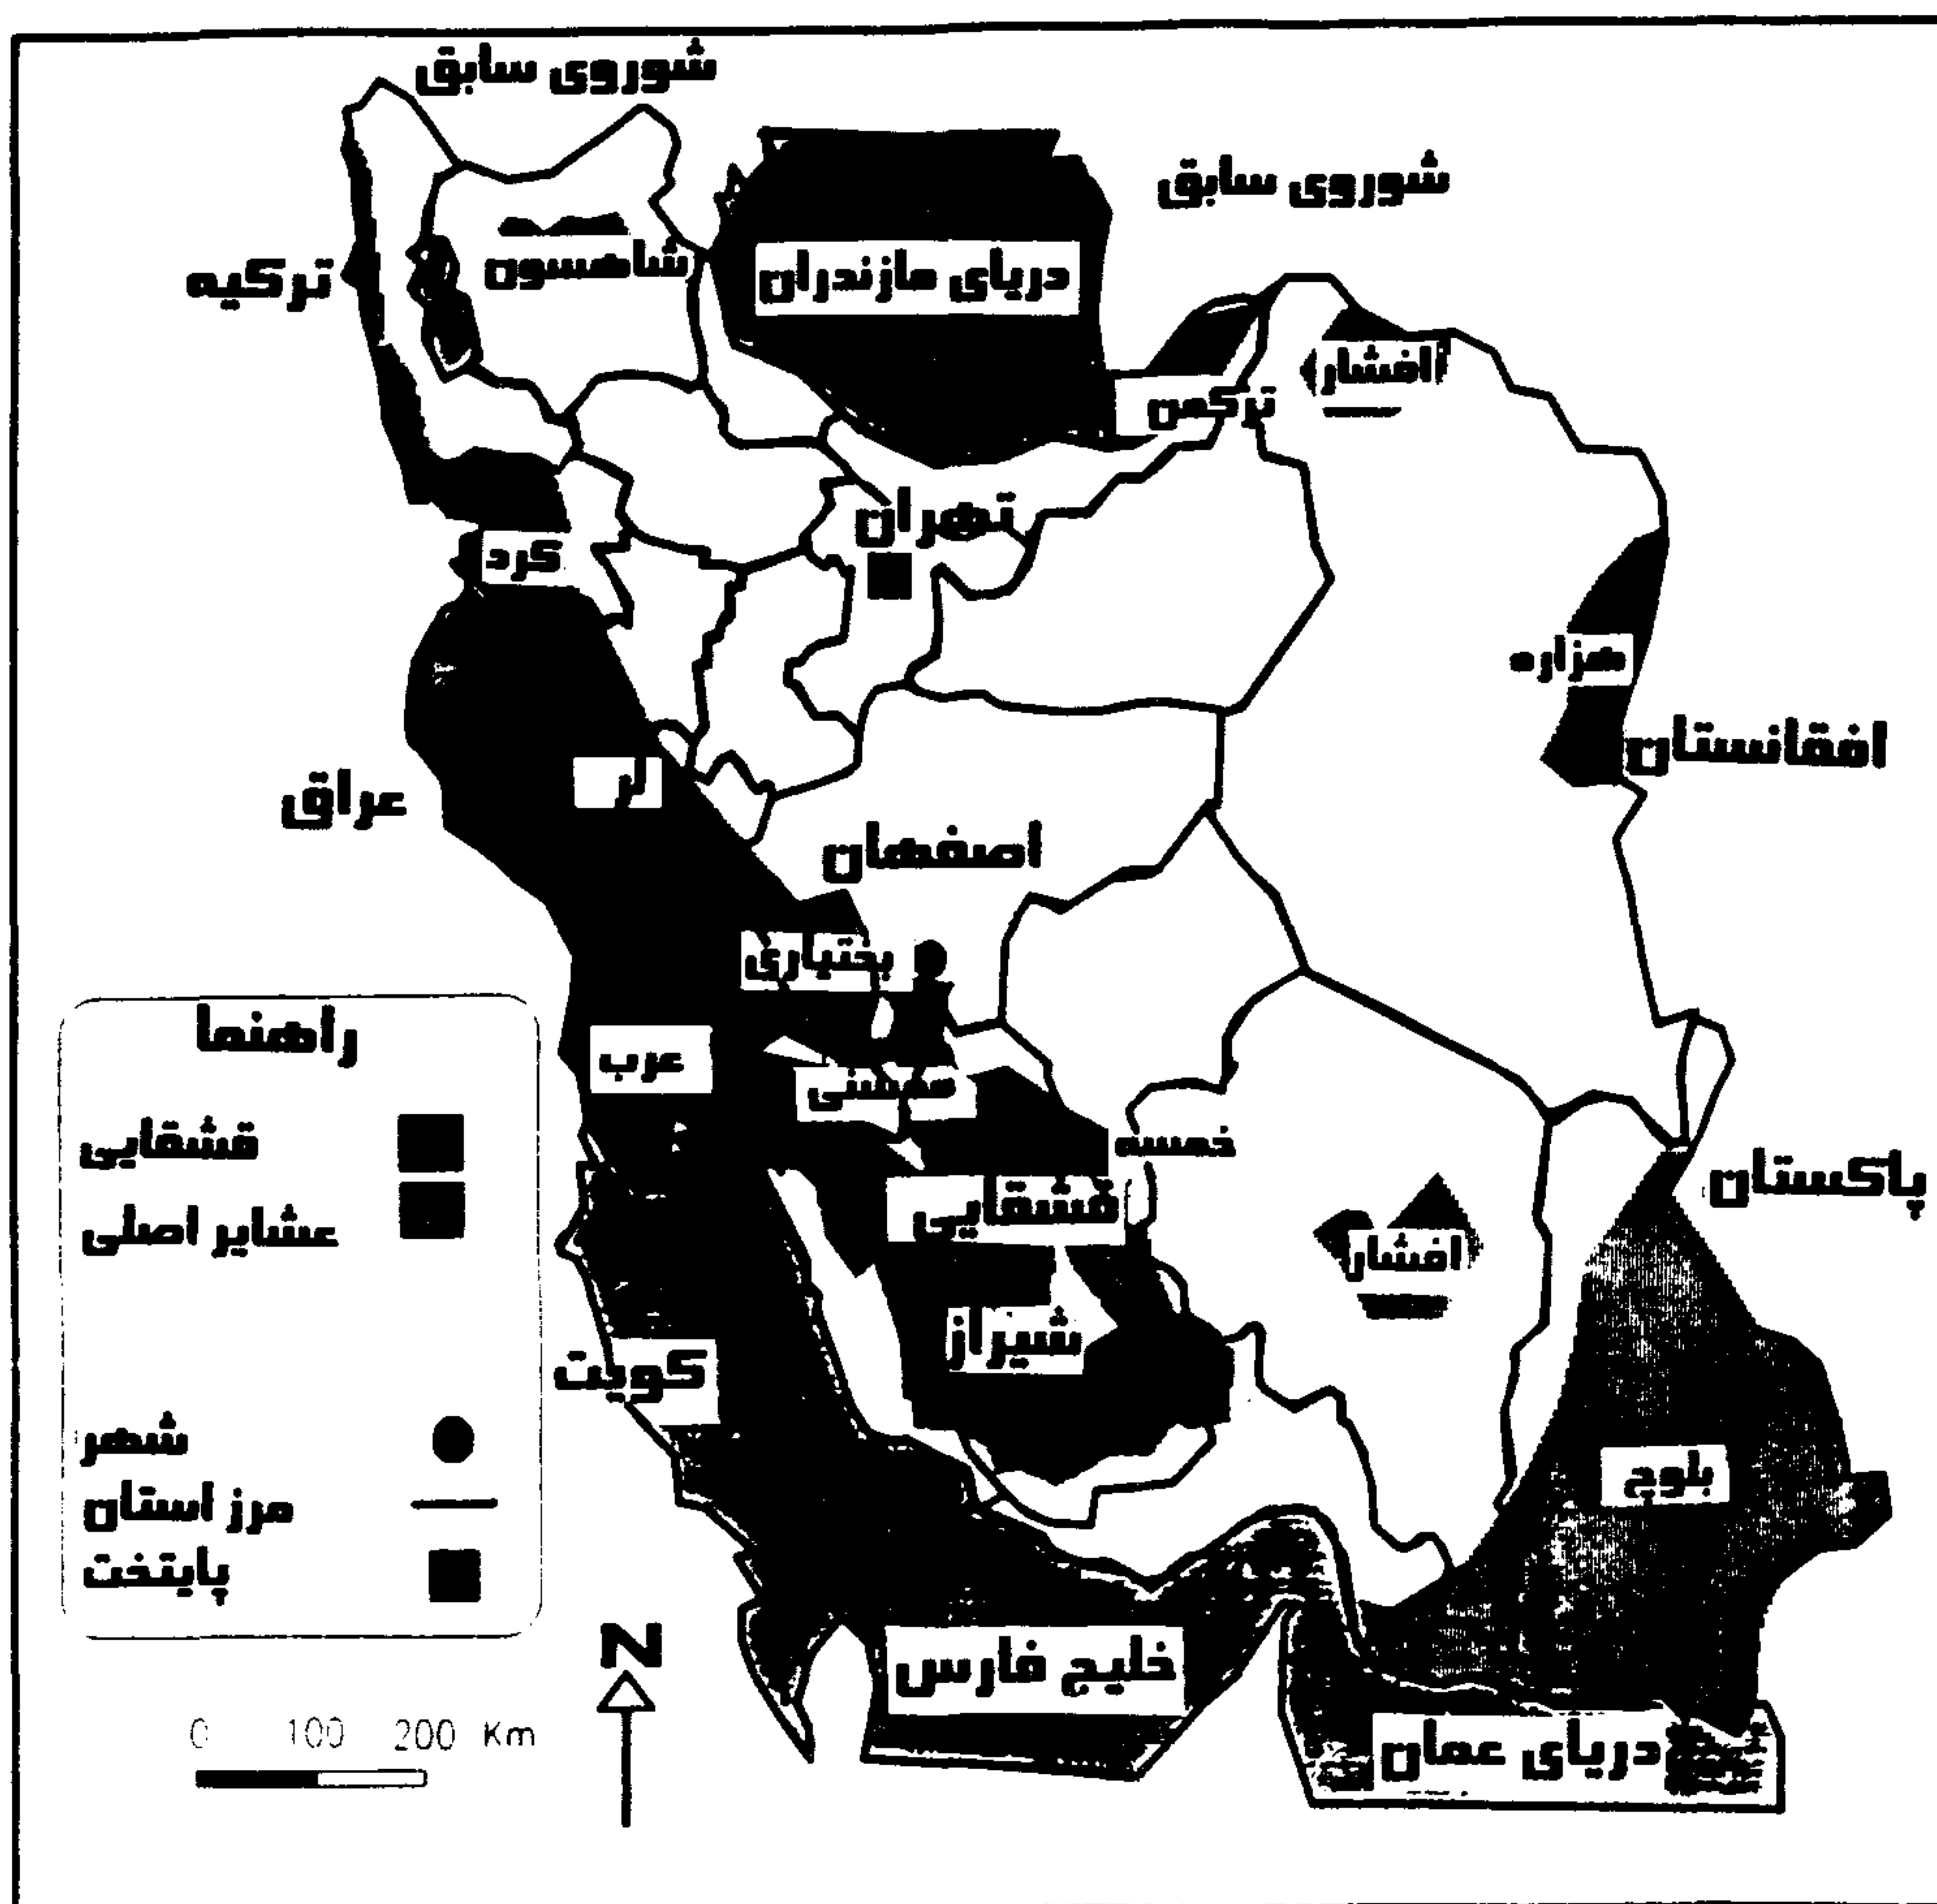 شوروی سابق
شوروی سابق
ترکیه
شاهسون
دریای مازندران
افشار
ترکمن
تهران
کرد
هزاره
افغانستان
لر
عراق
اصفهان
بختیاری
راهنما
قشقایی
عشایر اصلی
شهر
مرز استان
پایتخت
عرب
ممسنی
خمسه
پاکستان
قشقایی
افشار
شیراز
کویت
بلوچ
خلیج فارس
دریای عمان
N
0 100 200 Km